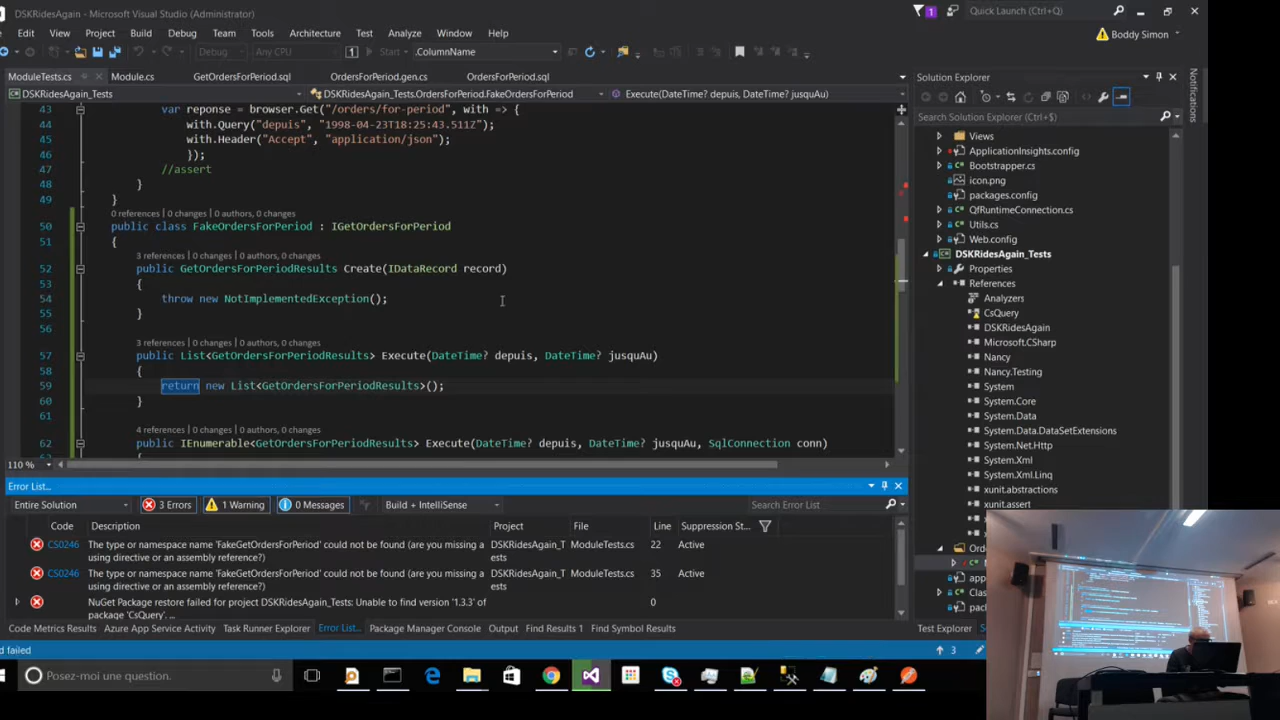 DSKRidesAgain - Microsoft Visual Studio (Administrator)
1
Quick Launch (Ctrl+Q)
Edit View Project Build Debug Team Tools Architecture Test Analyze Window Help
Boddy Simon
Debug Any CPU 1 Start .ColumnName
ModuleTests.cs Module.cs GetOrdersForPeriod.sql OrdersForPeriod.gen.cs OrdersForPeriod.sql
DSKRidesAgain_Tests DSKRidesAgain_Tests.OrdersForPeriod.FakeOrdersForPeriod Execute(DateTime? depuis, DateTime? jusquAu)
43 var reponse = browser.Get("/orders/for-period", with => {
44 with.Query("depuis", "1998-04-23T18:25:43.511Z");
45 with.Header("Accept", "application/json");
46 });
47 //assert
48 }
49 }
0 references | 0 changes | 0 authors, 0 changes
50 public class FakeOrdersForPeriod : IGetOrdersForPeriod
51 {
3 references | 0 changes | 0 authors, 0 changes
52 public GetOrdersForPeriodResults Create(IDataRecord record)
53 {
54 throw new NotImplementedException();
55 }
56
3 references | 0 changes | 0 authors, 0 changes
57 public List<GetOrdersForPeriodResults> Execute(DateTime? depuis, DateTime? jusquAu)
58 {
59 return new List<GetOrdersForPeriodResults>();
60 }
61
4 references | 0 changes | 0 authors, 0 changes
62 public IEnumerable<GetOrdersForPeriodResults> Execute(DateTime? depuis, DateTime? jusquAu, SqlConnection conn)
110 %
Solution Explorer
Search Solution Explorer (Ctrl+$)
Views
ApplicationInsights.config
Bootstrapper.cs
icon.png
packages.config
QfRuntimeConnection.cs
Utils.cs
Web.config
DSKRidesAgain_Tests
Properties
References
Analyzers
CsQuery
DSKRidesAgain
Microsoft.CSharp
Nancy
Nancy.Testing
System
System.Core
System.Data
System.Data.DataSetExtensions
System.Net.Http
System.Xml
System.Xml.Linq
xunit.abstractions
xunit.assert
Notifications
Error List...
Entire Solution 3 Errors 1 Warning 0 Messages Build + IntelliSense Search Error List
Code Description Project File Line Suppression St...
CS0246 The type or namespace name 'FakeGetOrdersForPeriod' could not be found (are you missing a using directive or an assembly reference?) DSKRidesAgain_T ests ModuleTests.cs 22 Active
CS0246 The type or namespace name 'FakeGetOrdersForPeriod' could not be found (are you missing a using directive or an assembly reference?) DSKRidesAgain_T ests ModuleTests.cs 35 Active
NuGet Package restore failed for project DSKRidesAgain_Tests: Unable to find version '1.3.3' of package 'CsQuery'. ... 0
Code Metrics Results Azure App Service Activity Task Runner Explorer Error List... Package Manager Console Output Find Results 1 Find Symbol Results
Test Explorer
d failed
3
Posez-moi une question.